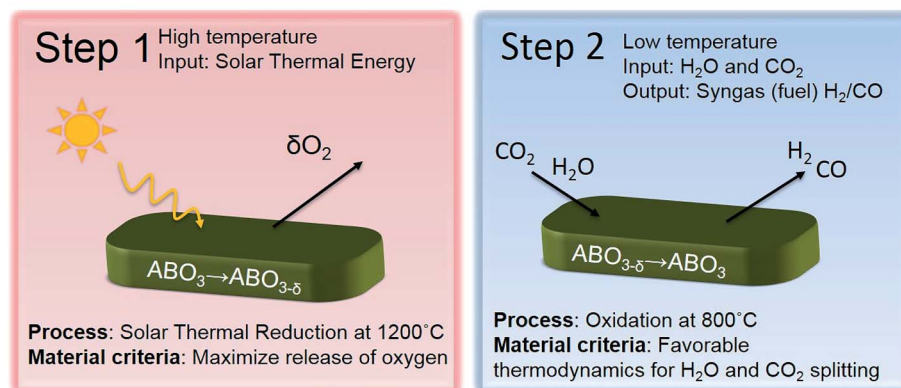 Step 1
High temperature
Input: Solar Thermal Energy
δO₂
ABO₃→ABO₃₋δ
Process: Solar Thermal Reduction at 1200˚C
Material criteria: Maximize release of oxygen
Step 2
Low temperature
Input: H₂O and CO₂
Output: Syngas (fuel) H₂/CO
CO₂
H₂O
H₂
CO
ABO₃₋δ→ABO₃
Process: Oxidation at 800˚C
Material criteria: Favorable
thermodynamics for H₂O and CO₂ splitting